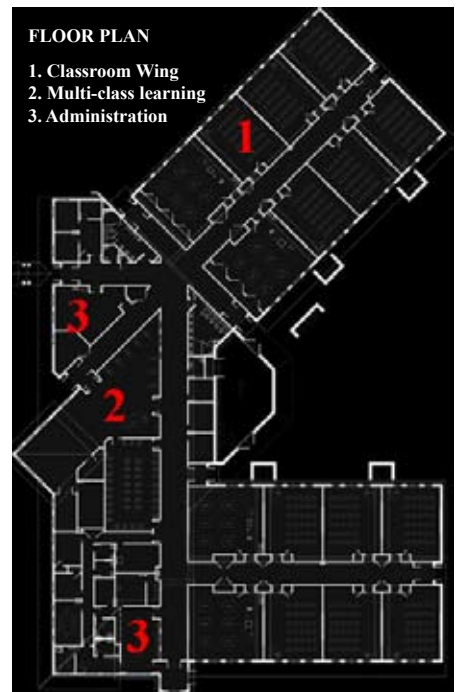 FLOOR PLAN
1. Classroom Wing
2. Multi-class learning
3. Administration
1
3
2
3